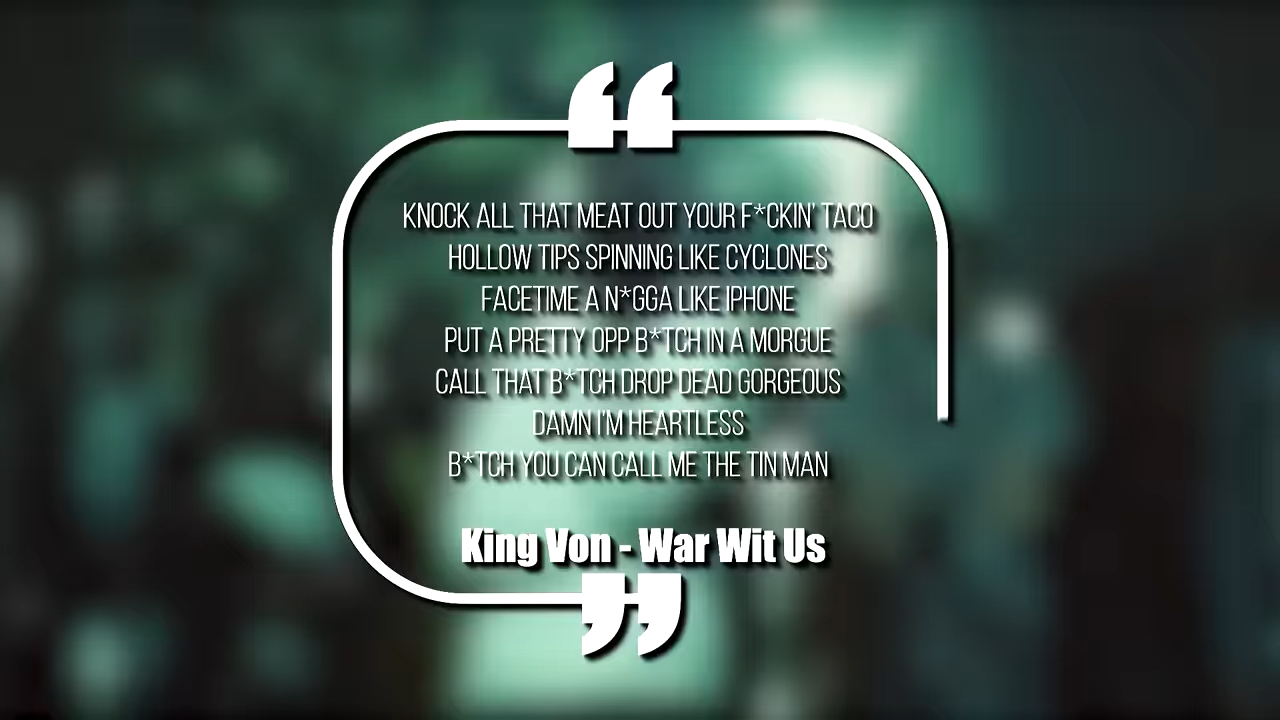 “
KNOCK ALL THAT MEAT OUT YOUR F*CKIN' TACO
HOLLOW TIPS SPINNING LIKE CYCLONES
FACETIME A N*GGA LIKE IPHONE
PUT A PRETTY OPP B*TCH IN A MORGUE
CALL THAT B*TCH DROP DEAD GORGEOUS
DAMN I'M HEARTLESS
B*TCH YOU CAN CALL ME THE TIN MAN
King Von - War Wit Us
”